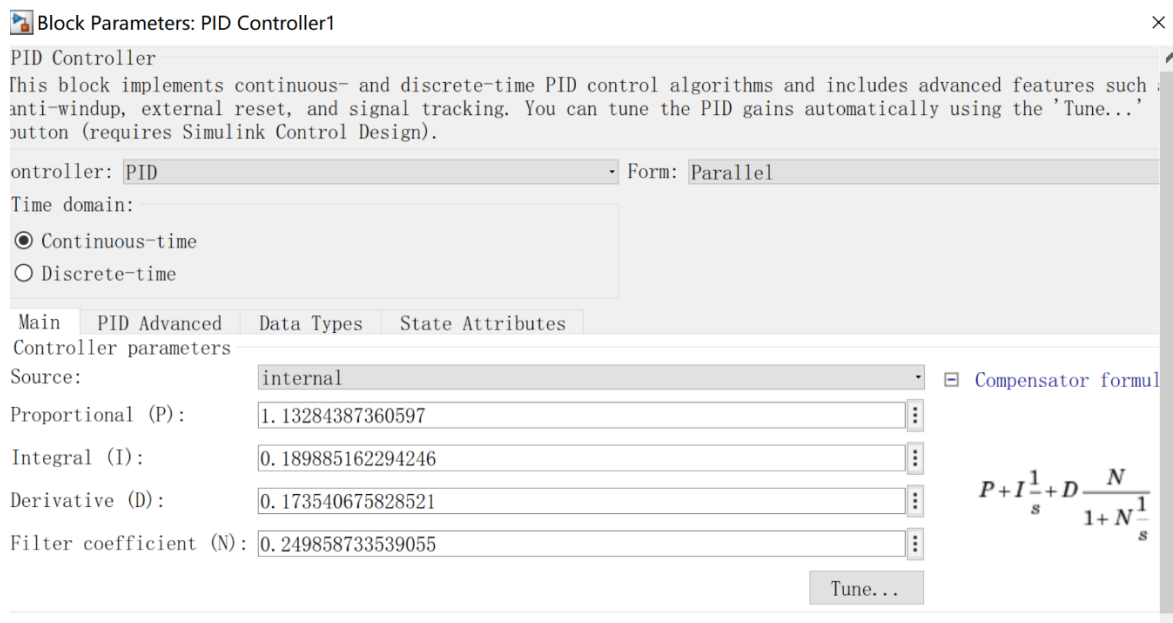 Block Parameters: PID Controller1
PID Controller
This block implements continuous- and discrete-time PID control algorithms and includes advanced features such
anti-windup, external reset, and signal tracking. You can tune the PID gains automatically using the 'Tune...'
button (requires Simulink Control Design).
ontroller: PID Form: Parallel
Time domain:
Continuous-time
Discrete-time
Main PID Advanced Data Types State Attributes
Controller parameters
Source: internal
Compensator formul
Proportional (P): 1.13284387360597
Integral (I): 0.189885162294246
Derivative (D): 0.173540675828521
Filter coefficient (N): 0.249858733539055
P+I 1/s + D N/(1+N 1/s)
Tune...